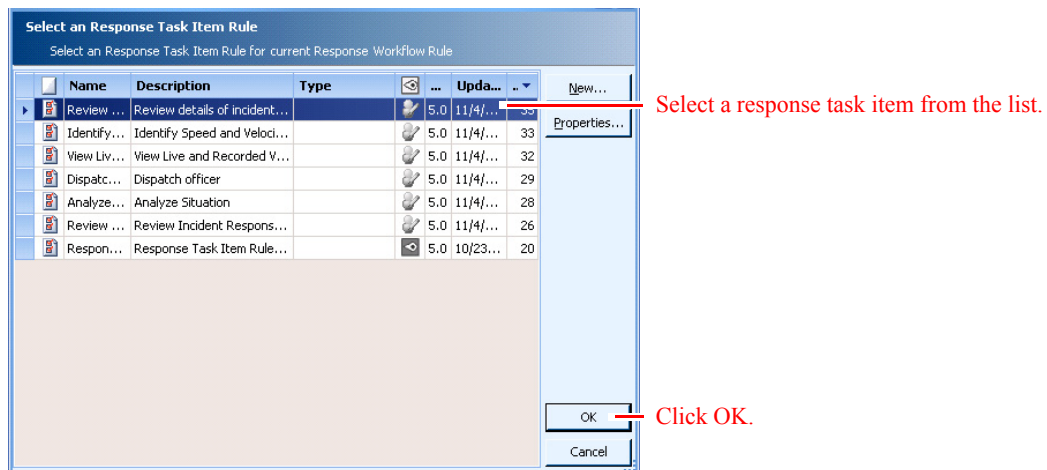 Select an Response Task Item Rule
Select an Response Task Item Rule for current Response Workflow Rule
Name Description Type ... Upda... ..
Review ... Review details of incident... 5.0 11/4/... 35
Identify... Identify Speed and Veloci... 5.0 11/4/... 33
View Liv... View Live and Recorded V... 5.0 11/4/... 32
Dispatc... Dispatch officer 5.0 11/4/... 29
Analyze... Analyze Situation 5.0 11/4/... 28
Review ... Review Incident Respons... 5.0 11/4/... 26
Respon... Response Task Item Rule... 5.0 10/23... 20
New...
Properties...
OK
Cancel
Select a response task item from the list.
Click OK.